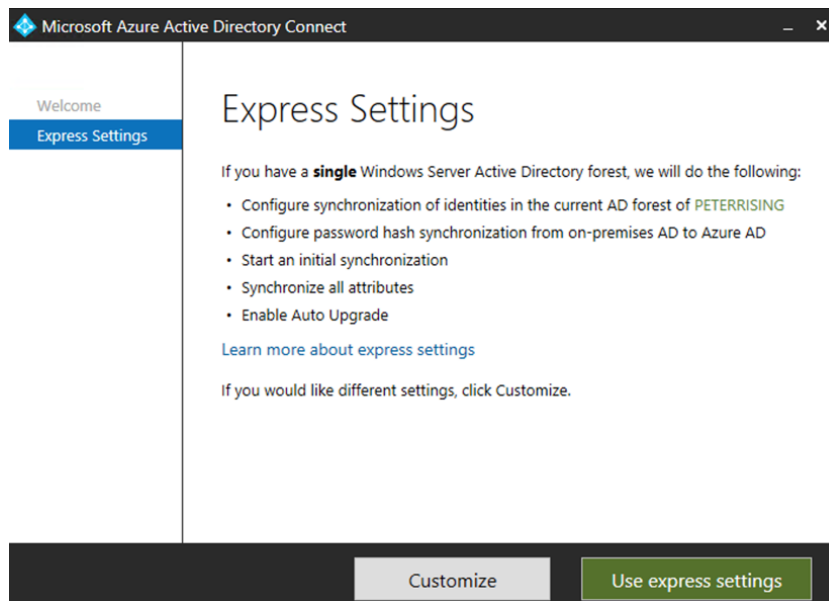 Microsoft Azure Active Directory Connect
Welcome
Express Settings
Express Settings
If you have a single Windows Server Active Directory forest, we will do the following:
• Configure synchronization of identities in the current AD forest of PETERRISING
• Configure password hash synchronization from on-premises AD to Azure AD
• Start an initial synchronization
• Synchronize all attributes
• Enable Auto Upgrade
Learn more about express settings
If you would like different settings, click Customize.
Customize
Use express settings